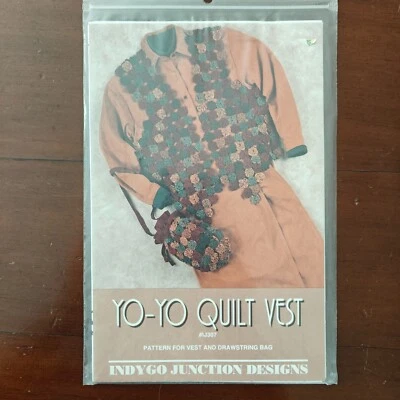 YO-YO QUILT VEST
PATTERN FOR VEST AND DRAWSTRING BAG
INDYGO JUNCTION DESIGNS